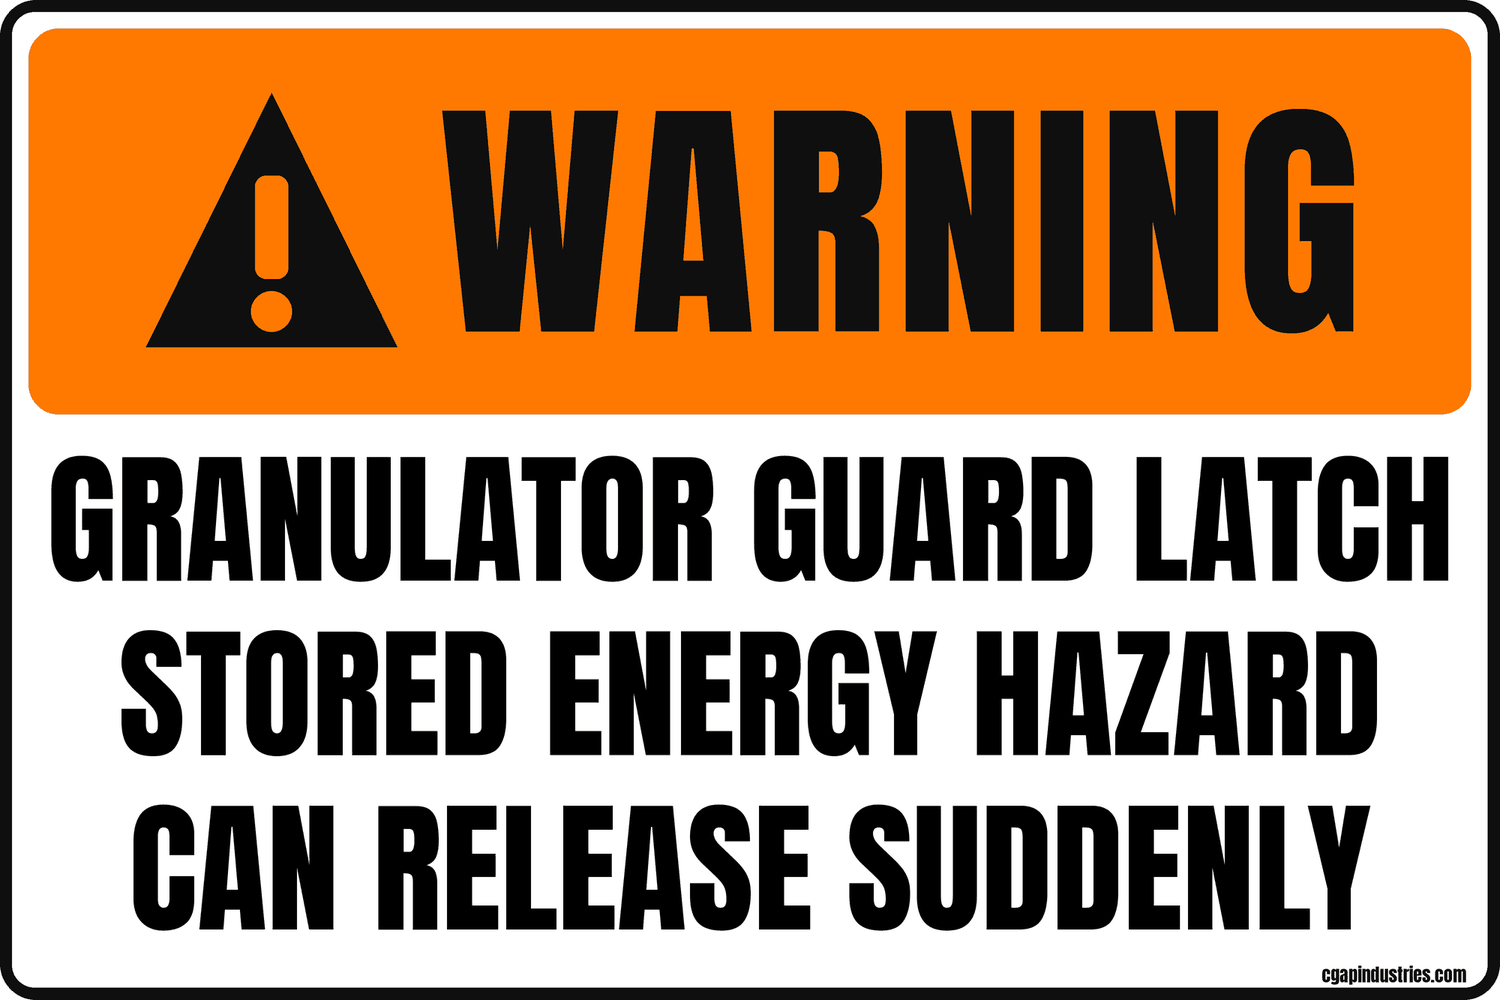 WARNING
GRANULATOR GUARD LATCH
STORED ENERGY HAZARD
CAN RELEASE SUDDENLY
cgapindustries.com